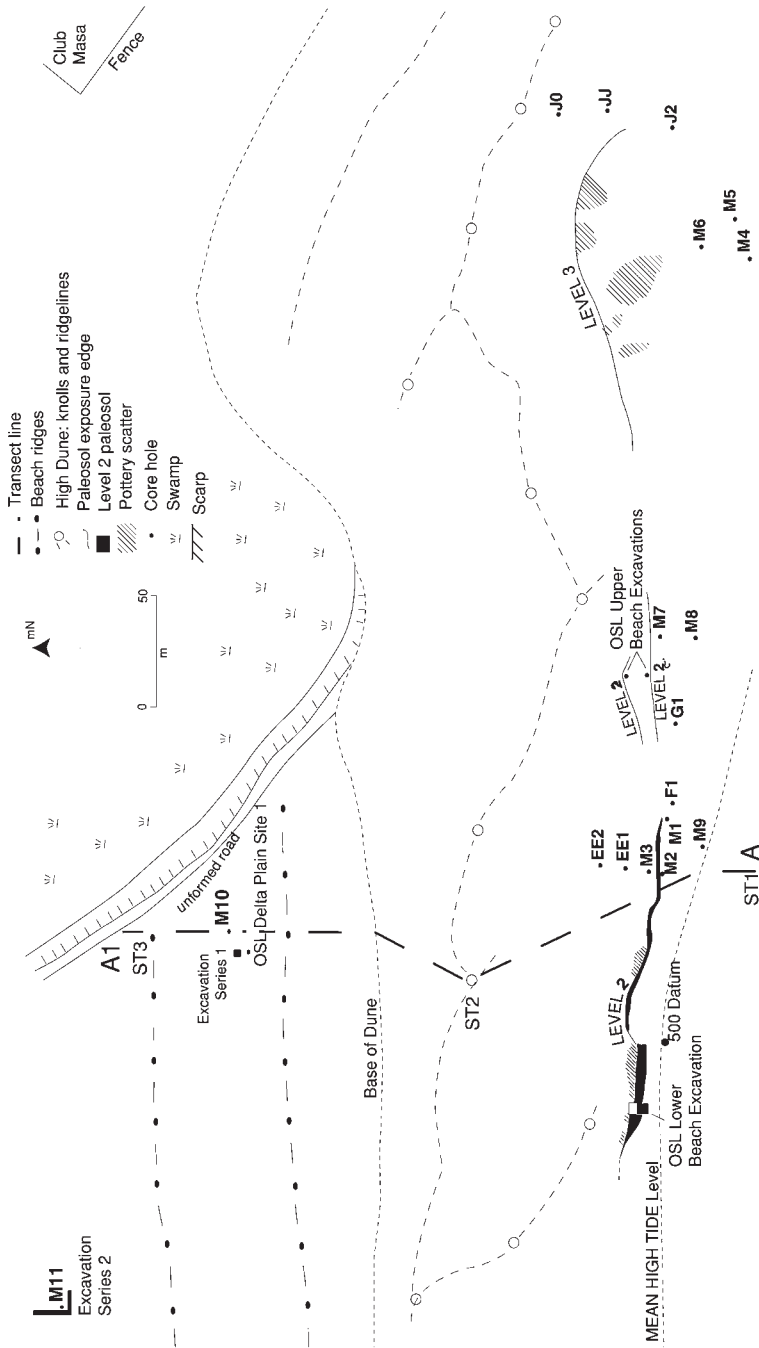 Club
Masa
Fence
Transect line
Beach ridges
High Dune: knolls and ridgelines
Paleosol exposure edge
Level 2 paleosol
Pottery scatter
Core hole
Swamp
Scarp
mN
0
50
m
M11
Excavation
Series 2
A1
ST3
unformed road
M10
Excavation
Series 1
OSL Delta Plain Site 1
Base of Dune
ST2
J0
JJ
J2
LEVEL 3
M6
M5
M4
OSL Upper
Beach Excavations
LEVEL 2
LEVEL 2
M7
M8
G1
EE2
EE1
M3
M2
M1
F1
M9
ST1
A
LEVEL 2
500 Datum
OSL Lower
Beach Excavation
MEAN HIGH TIDE Level